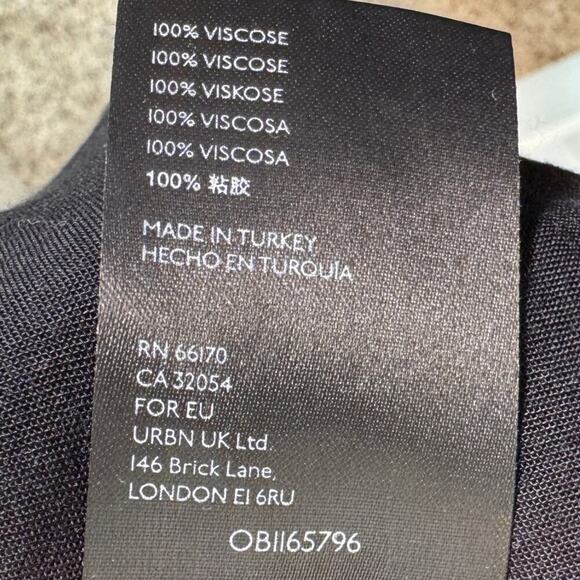 100% VISCOSE
100% VISCOSE
100% VISKOSE
100% VISCOSA
100% VISCOSA
100% 粘胶
MADE IN TURKEY
HECHO EN TURQUÍA
RN 66170
CA 32054
FOR EU
URBN UK Ltd.
146 Brick Lane,
LONDON E1 6RU
OB1165796